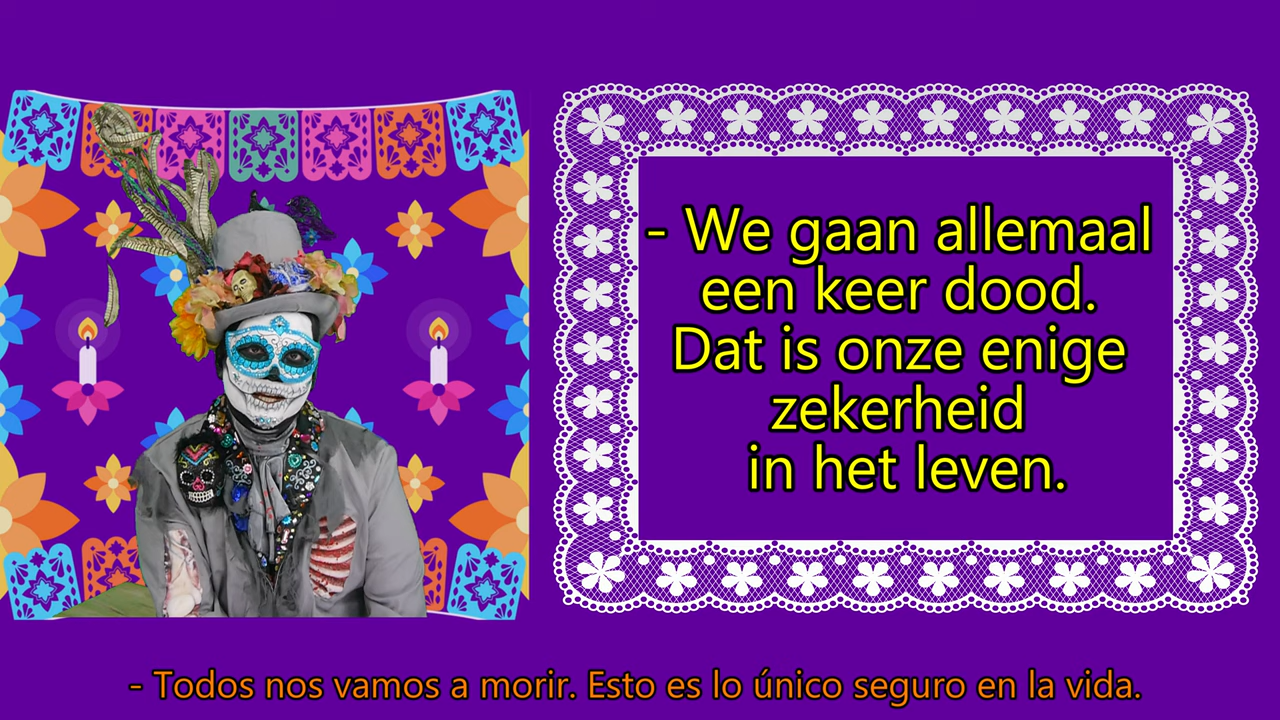 - We gaan allemaal
een keer dood.
Dat is onze enige
zekerheid
in het leven.
- Todos nos vamos a morir. Esto es lo único seguro en la vida.